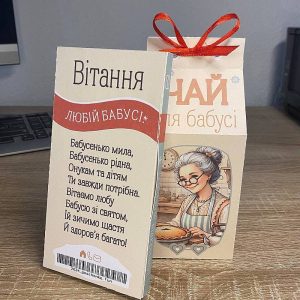 Вітання
ЛЮБІЙ БАБУСІ
Бабусенько мила,
Бабусенько рідна,
Онукам та дітям
Ти завжди потрібна.
Вітаємо любу
Бабусю зі святом,
Їй зичимо щастя
Й здоров'я багато!
ЧАЙ
для бабусі